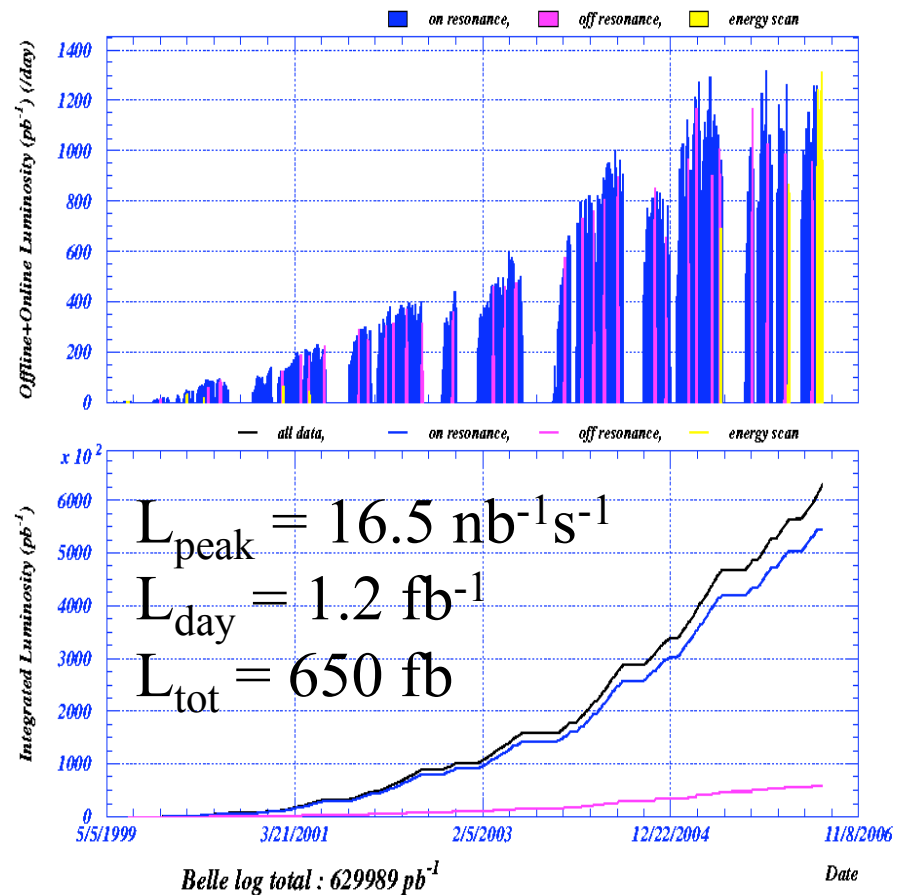 on resonance, off resonance, energy scan
Offline+Online Luminosity (pb⁻¹) (/day)
1400
1200
1000
800
600
400
200
0
all data, on resonance, off resonance, energy scan
x 10²
Integrated Luminosity (pb⁻¹)
6000
5000
4000
3000
2000
1000
0
L_peak = 16.5 nb⁻¹s⁻¹
L_day = 1.2 fb⁻¹
L_tot = 650 fb
5/5/1999 3/21/2001 2/5/2003 12/22/2004 11/8/2006
Belle log total : 629989 pb⁻¹
Date